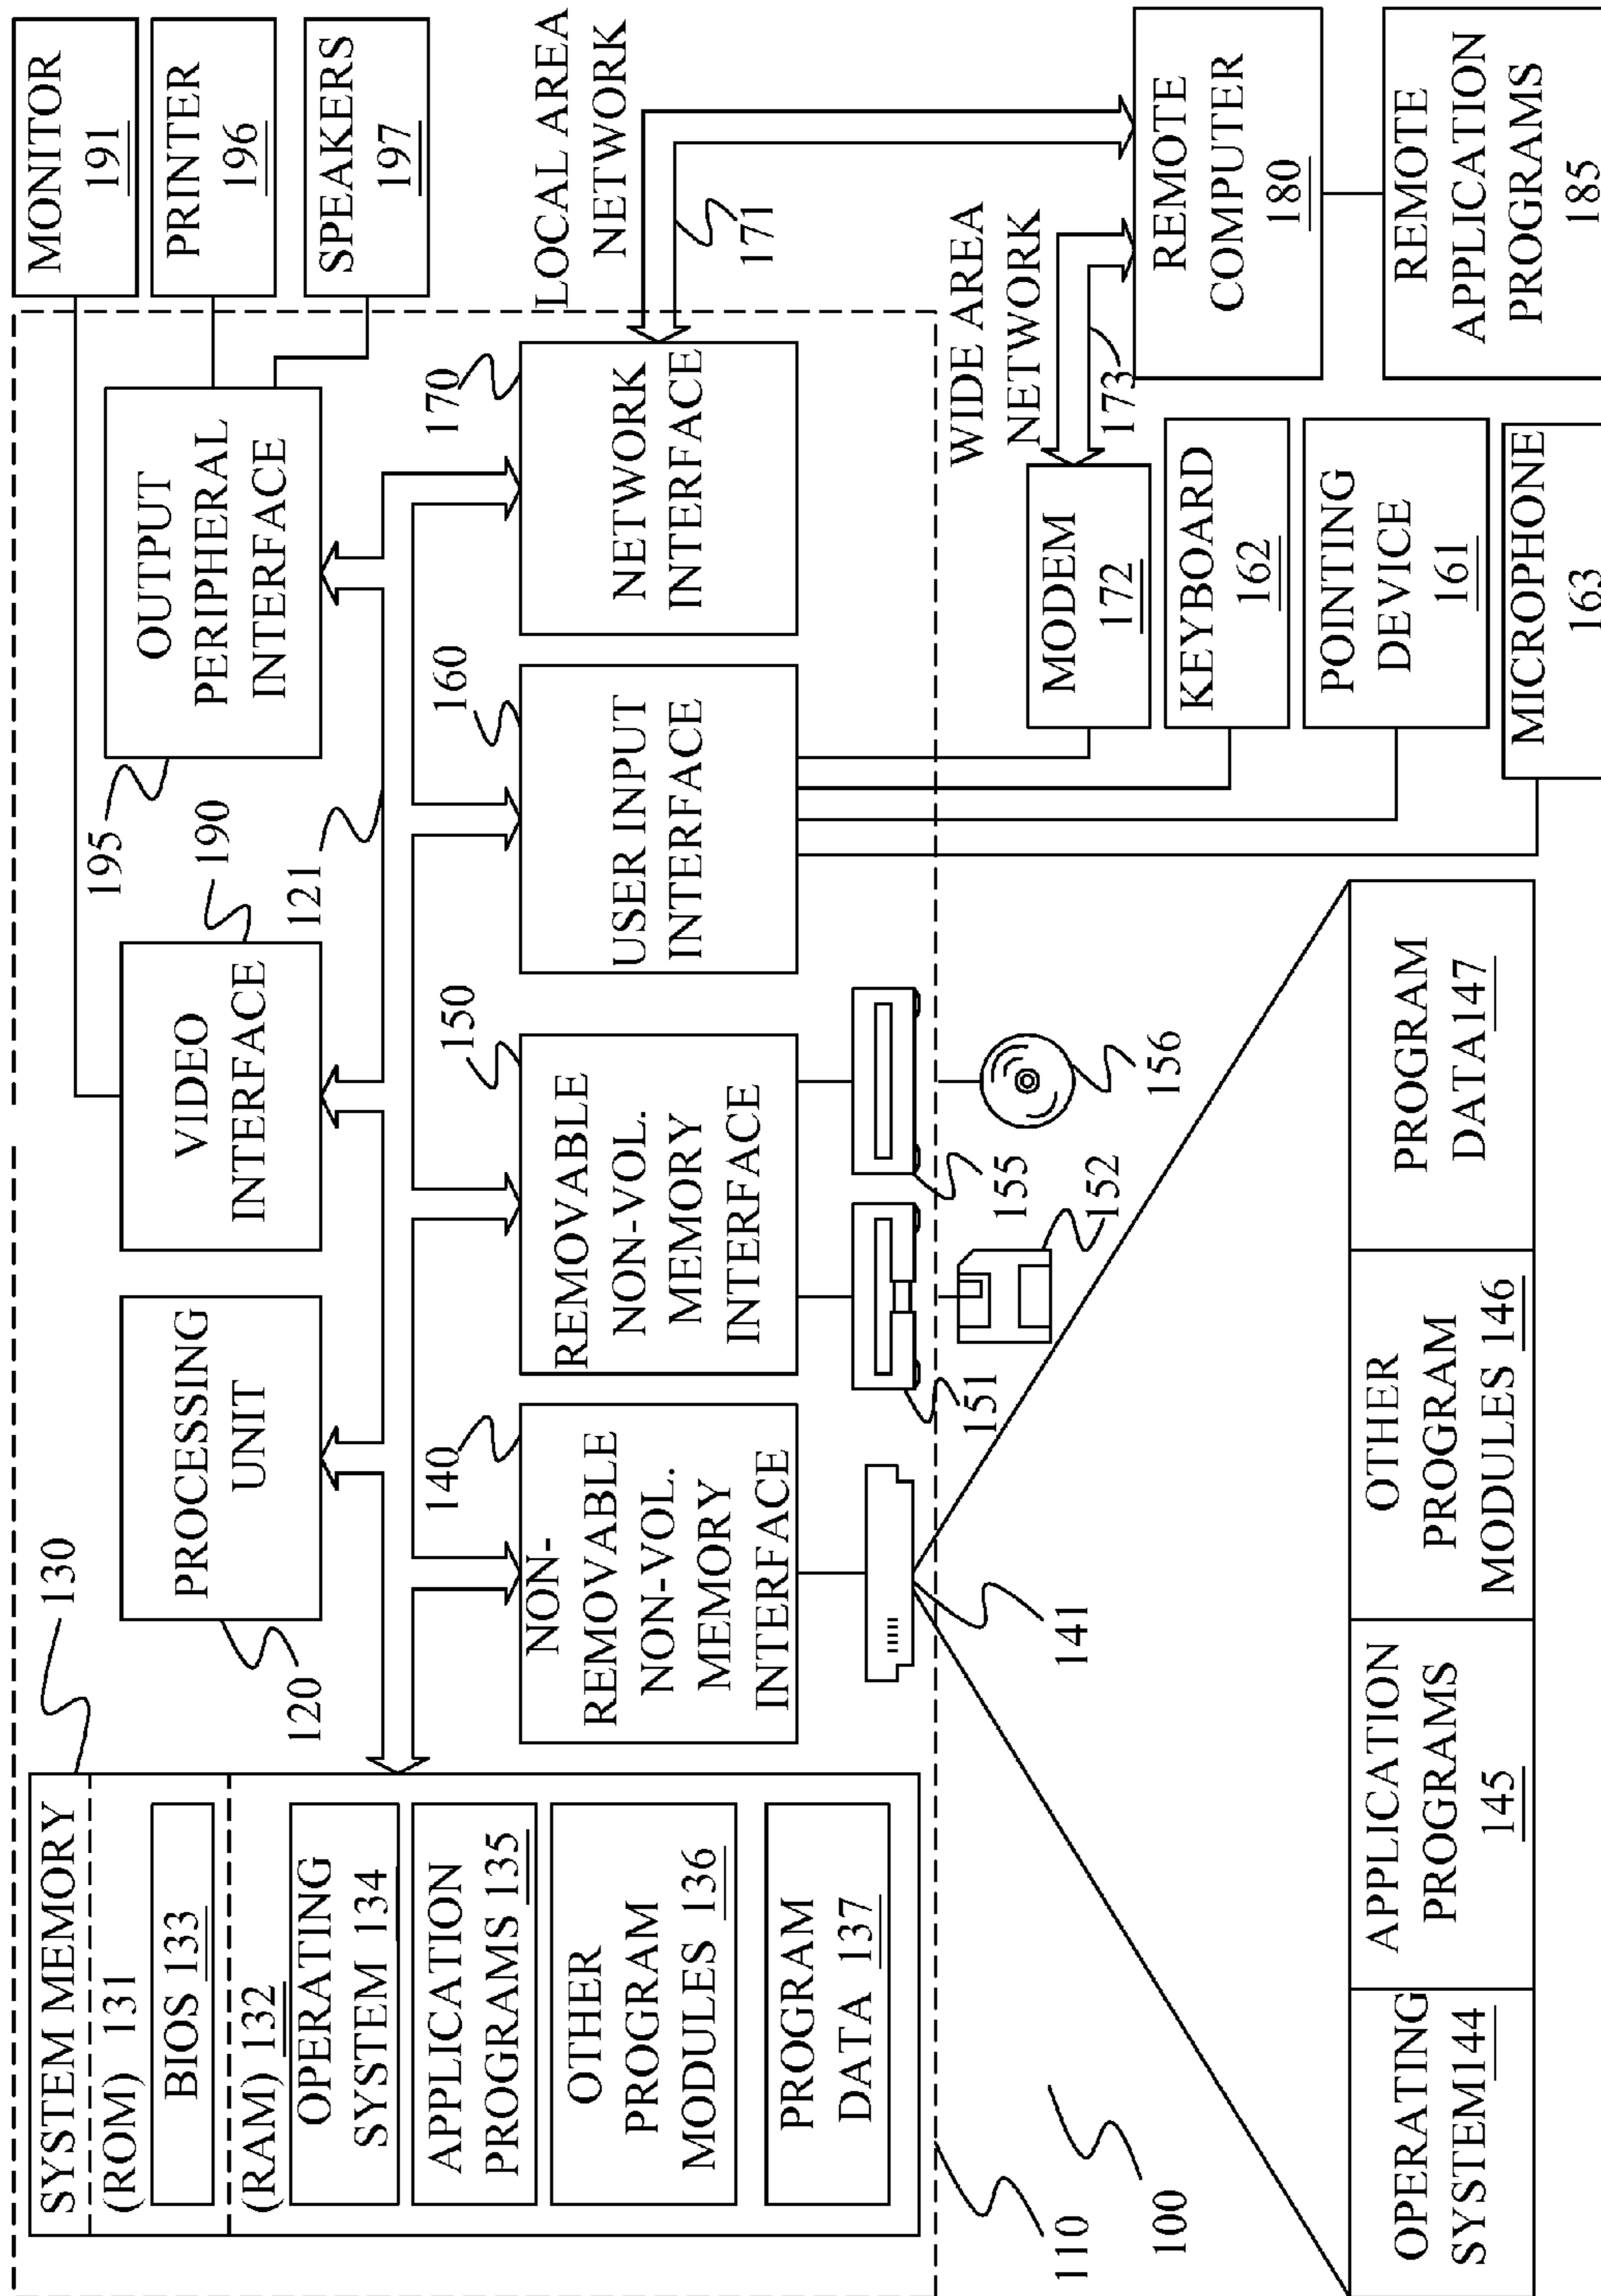 SYSTEM MEMORY
(ROM) 131
BIOS 133
(RAM) 132
OPERATING
SYSTEM 134
APPLICATION
PROGRAMS 135
OTHER
PROGRAM
MODULES 136
PROGRAM
DATA 137
130
PROCESSING
UNIT
120
VIDEO
INTERFACE
190
121
OUTPUT
PERIPHERAL
INTERFACE
195
MONITOR
191
PRINTER
196
SPEAKERS
197
NON-
REMOVABLE
NON-VOL.
MEMORY
INTERFACE
140
REMOVABLE
NON-VOL.
MEMORY
INTERFACE
150
USER INPUT
INTERFACE
160
NETWORK
INTERFACE
170
LOCAL AREA
NETWORK
171
141
151
152
155
156
WIDE AREA
NETWORK
173
MODEM
172
KEYBOARD
162
POINTING
DEVICE
161
MICROPHONE
163
REMOTE
COMPUTER
180
REMOTE
APPLICATION
PROGRAMS
185
110
100
OPERATING
SYSTEM144
APPLICATION
PROGRAMS
145
OTHER
PROGRAM
MODULES 146
PROGRAM
DATA147